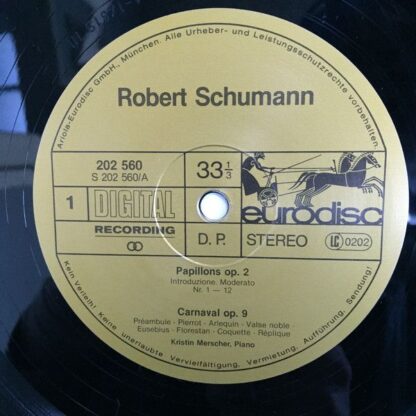 Ariola-Eurodisc GmbH., München. Alle Urheber- und Leistungsschutzrechte vorbehalten.
Robert Schumann
202 560
S 202 560/A
33 1/3
1
DIGITAL
RECORDING
eurodisc
D. P.
STEREO
LC 0202
Papillons op. 2
Introduzione. Moderato
Nr. 1 – 12
Carnaval op. 9
Préambule - Pierrot - Arlequin - Valse noble
Eusebius - Florestan - Coquette - Réplique
Kristin Merscher, Piano
Kein Verleih! Keine unerlaubte Vervielfältigung, Vermietung, Aufführung, Sendung!